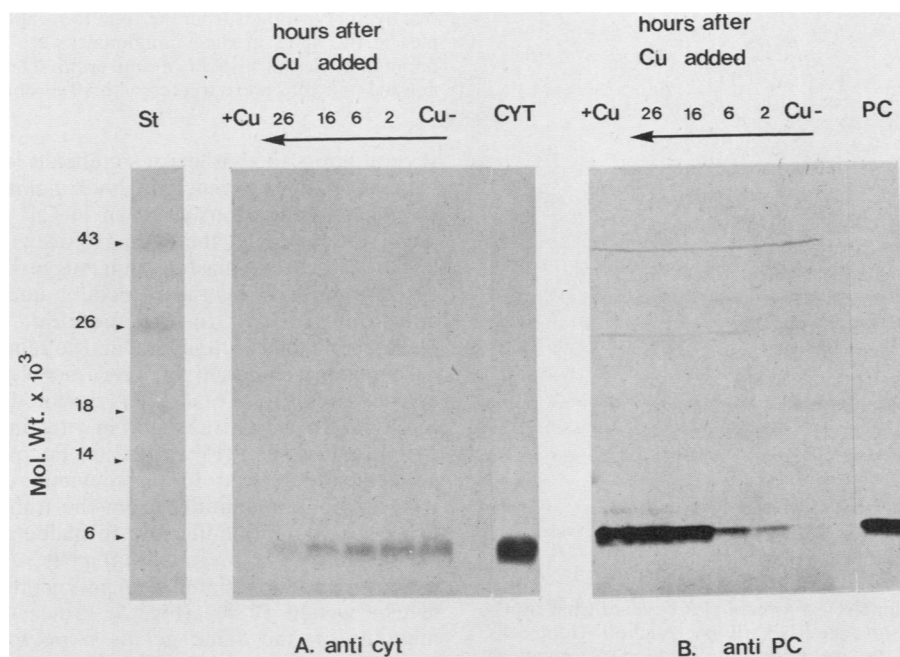 hours after
Cu added
St +Cu 26 16 6 2 Cu- CYT
hours after
Cu added
+Cu 26 16 6 2 Cu- PC
Mol. Wt. x 10³
43
26
18
14
6
A. anti cyt
B. anti PC